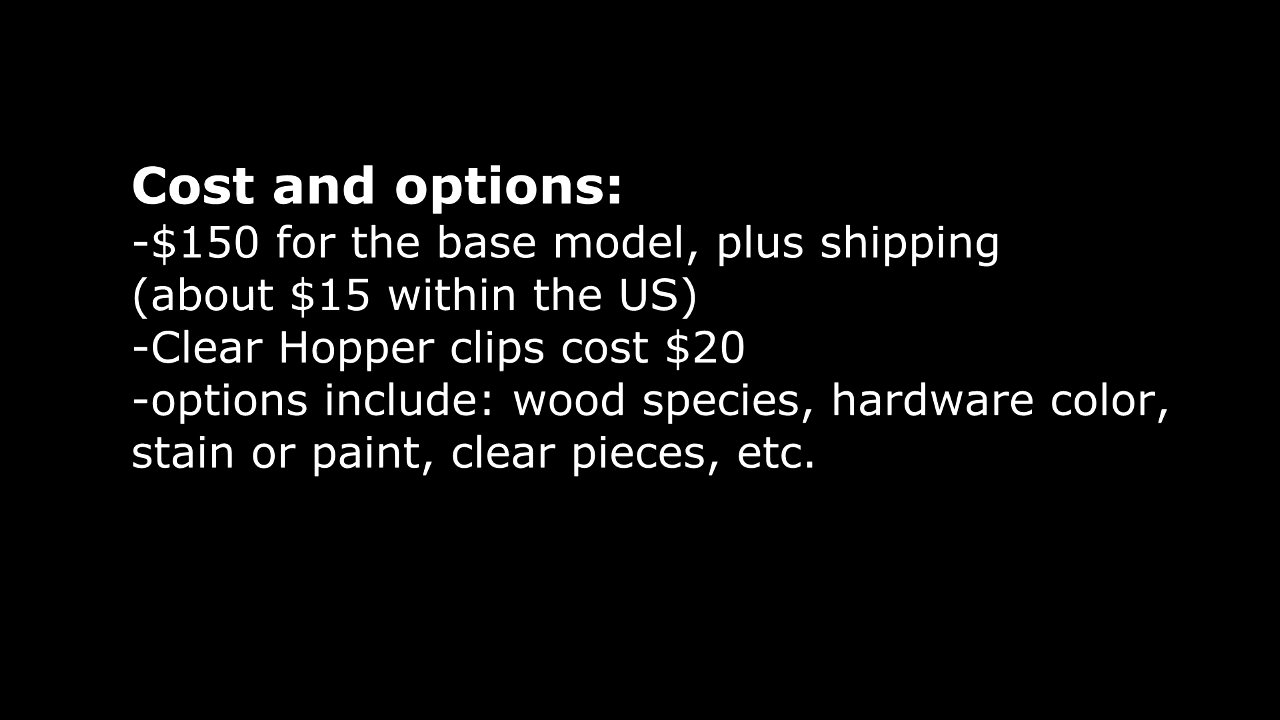 Cost and options:
-$150 for the base model, plus shipping
(about $15 within the US)
-Clear Hopper clips cost $20
-options include: wood species, hardware color,
stain or paint, clear pieces, etc.